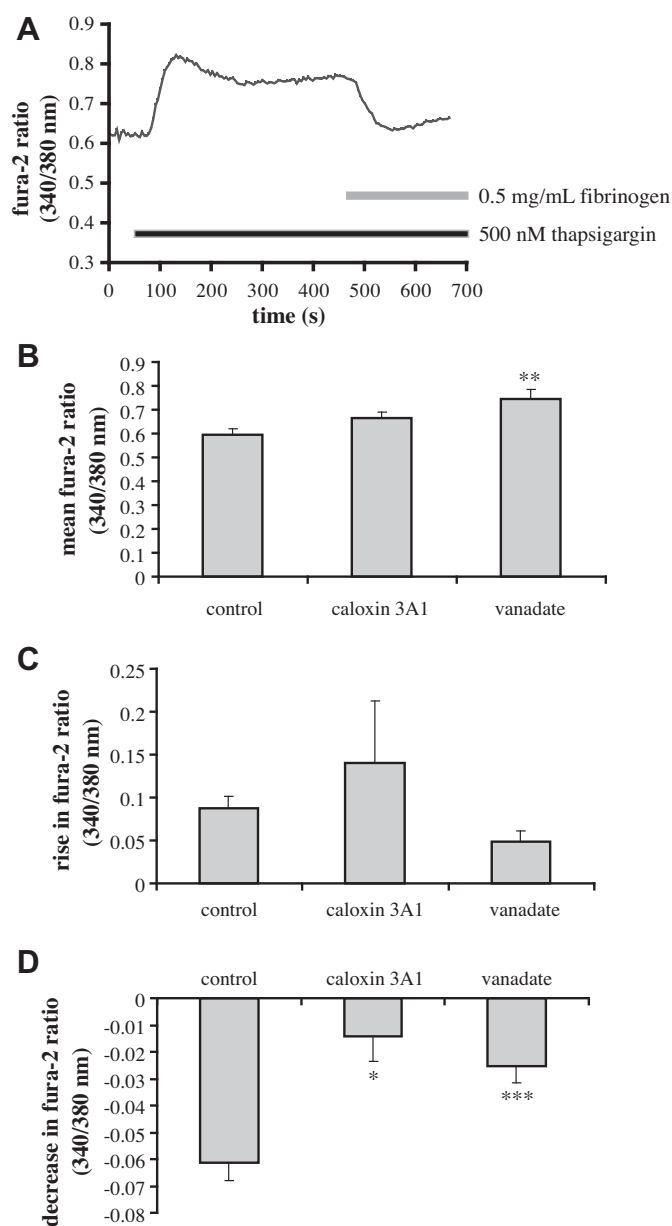 A
0.9
0.8
0.7
0.6
0.5
0.4
0.3
fura-2 ratio
(340/380 nm)
0.5 mg/mL fibrinogen
500 nM thapsigargin
0 100 200 300 400 500 600 700
time (s)
B
0.9
0.8
0.7
0.6
0.5
0.4
0.3
0.2
0.1
0
mean fura-2 ratio
(340/380 nm)
**
control caloxin 3A1 vanadate
C
0.25
0.2
0.15
0.1
0.05
0
rise in fura-2 ratio
(340/380 nm)
control caloxin 3A1 vanadate
D
control caloxin 3A1 vanadate
0
-0.01
-0.02
-0.03
-0.04
-0.05
-0.06
-0.07
-0.08
decrease in fura-2 ratio
(340/380 nm)
* ***